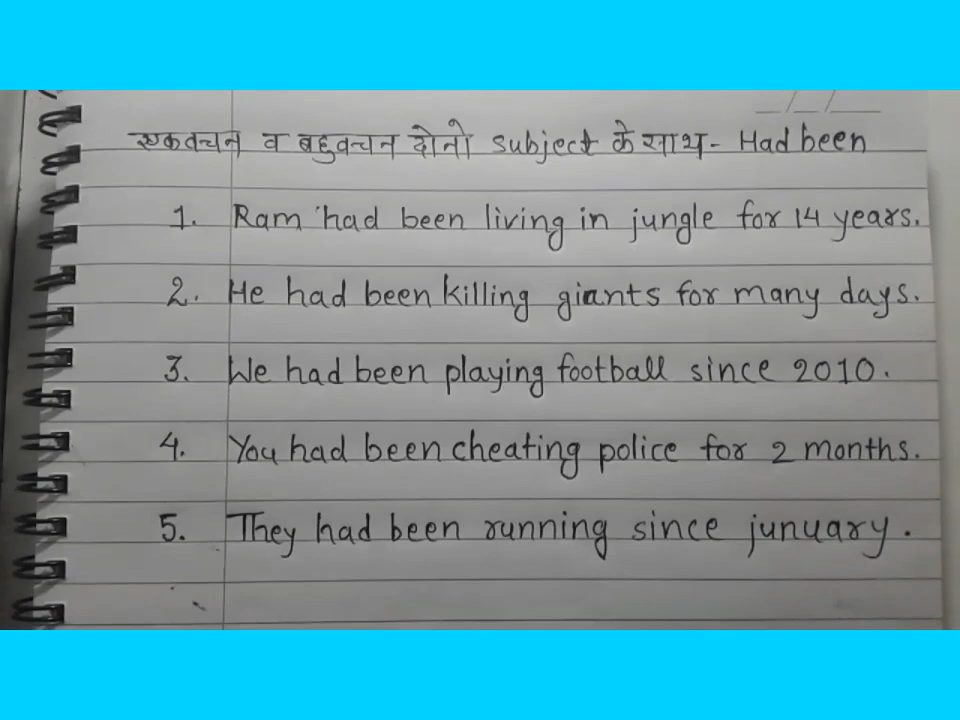 एकवचन व बहुवचन दोनो subject के साथ - Had been
1. Ram had been living in jungle for 14 years.
2. He had been killing giants for many days.
3. We had been playing football since 2010.
4. You had been cheating police for 2 months.
5. They had been running since junuary.